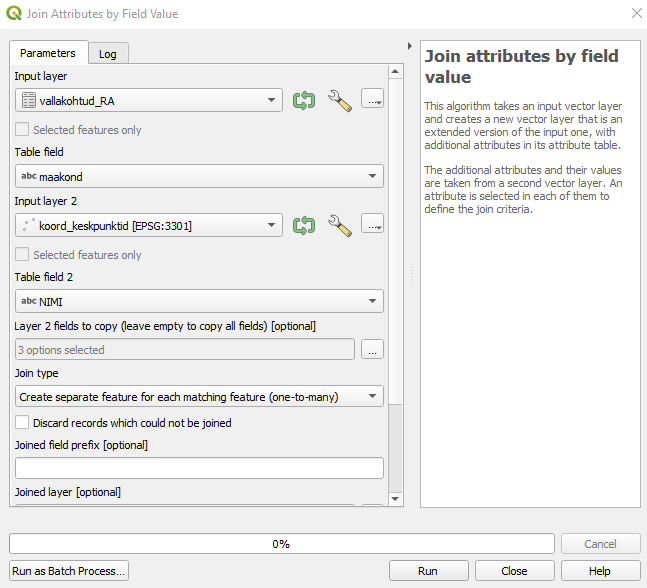 Join Attributes by Field Value
Parameters
Log
Input layer
vallakohtud_RA
...
Selected features only
Table field
abc maakond
Input layer 2
koord_keskpunktid [EPSG:3301]
...
Selected features only
Table field 2
abc NIMI
Layer 2 fields to copy (leave empty to copy all fields) [optional]
3 options selected
...
Join type
Create separate feature for each matching feature (one-to-many)
Discard records which could not be joined
Joined field prefix [optional]
Joined layer [optional]
Join attributes by field
value
This algorithm takes an input vector layer
and creates a new vector layer that is an
extended version of the input one, with
additional attributes in its attribute table.
The additional attributes and their values
are taken from a second vector layer. An
attribute is selected in each of them to
define the join criteria.
0%
Cancel
Run as Batch Process...
Run
Close
Help